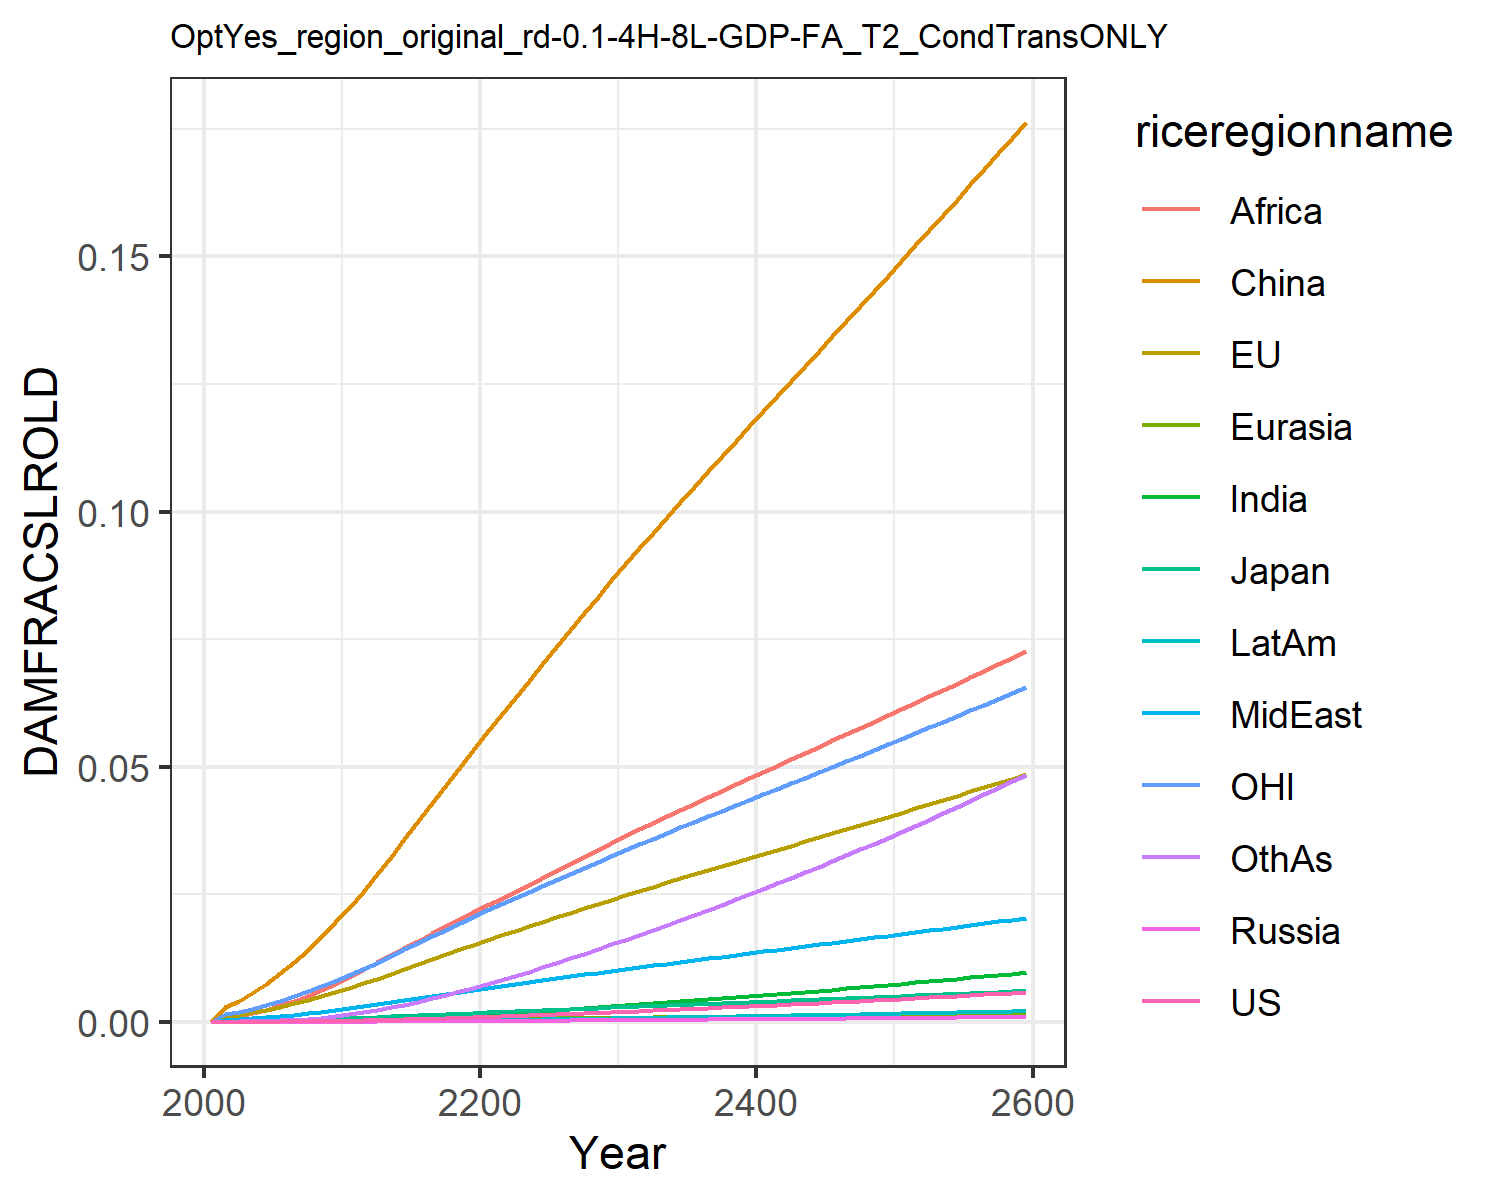 OptYes_region_original_rd-0.1-4H-8L-GDP-FA_T2_CondTransONLY
DAMFRACSLROLD
0.15
0.10
0.05
0.00
2000 2200 2400 2600
Year
riceregionname
Africa
China
EU
Eurasia
India
Japan
LatAm
MidEast
OHI
OthAs
Russia
US